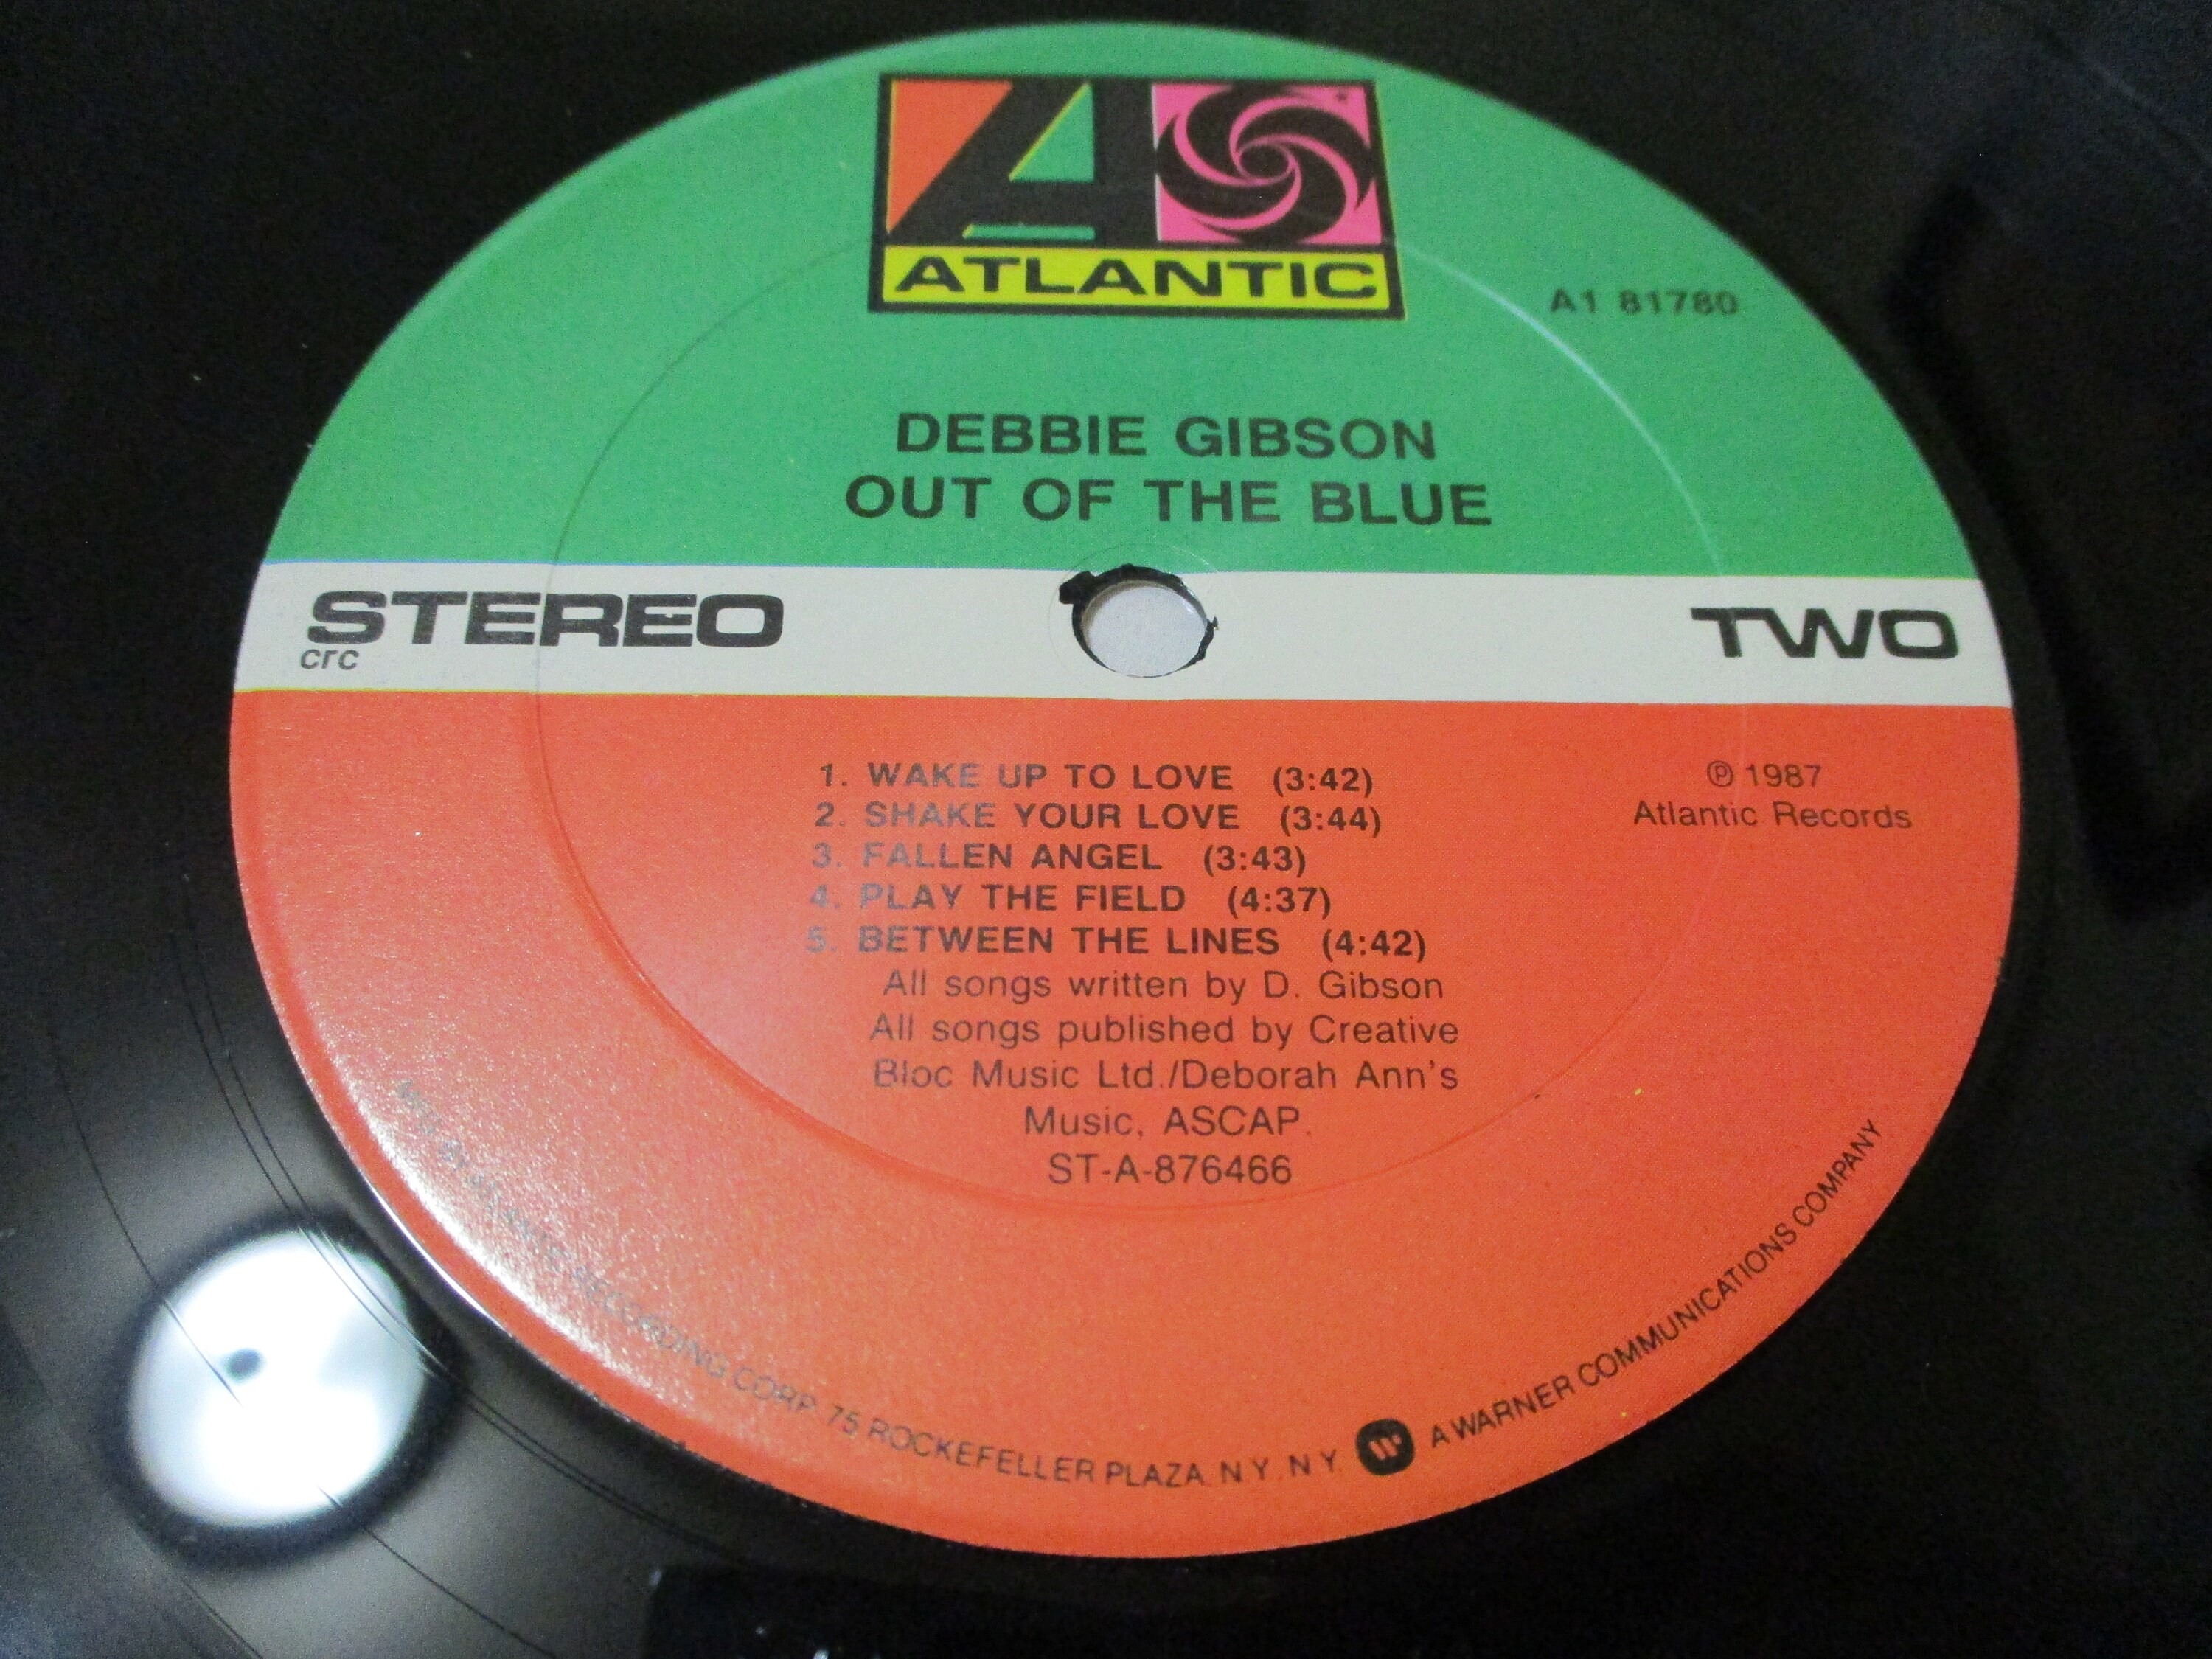 ATLANTIC
A1 81780
DEBBIE GIBSON
OUT OF THE BLUE
STEREO
crc
TWO
1. WAKE UP TO LOVE (3:42)
2. SHAKE YOUR LOVE (3:44)
3. FALLEN ANGEL (3:43)
4. PLAY THE FIELD (4:37)
5. BETWEEN THE LINES (4:42)
All songs written by D. Gibson
All songs published by Creative
Bloc Music Ltd./Deborah Ann's
Music, ASCAP.
ST-A-876466
℗ 1987
Atlantic Records
MFG. BY ATLANTIC RECORDING CORP. 75 ROCKEFELLER PLAZA. N.Y. N.Y. W A WARNER COMMUNICATIONS COMPANY